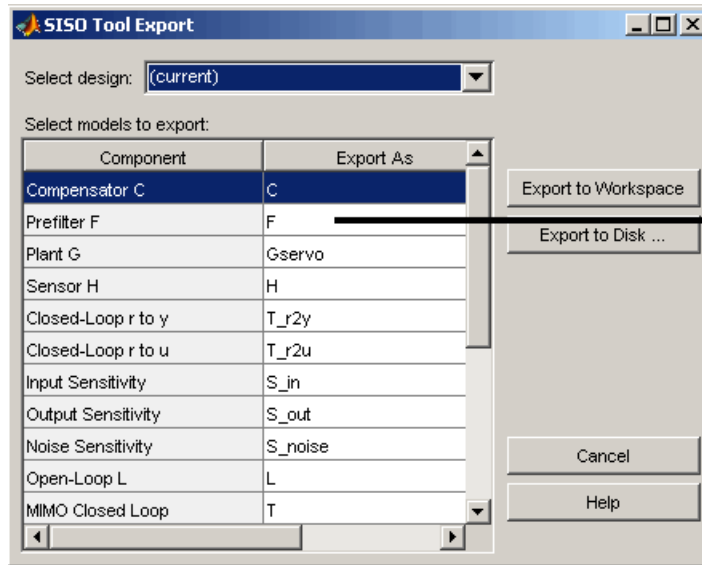 SISO Tool Export
Select design: (current)
Select models to export:
Component Export As
Compensator C C Export to Workspace
Prefilter F F
Plant G Gservo Export to Disk ...
Sensor H H
Closed-Loop r to y T_r2y
Closed-Loop r to u T_r2u
Input Sensitivity S_in
Output Sensitivity S_out
Noise Sensitivity S_noise Cancel
Open-Loop L L
MIMO Closed Loop T Help